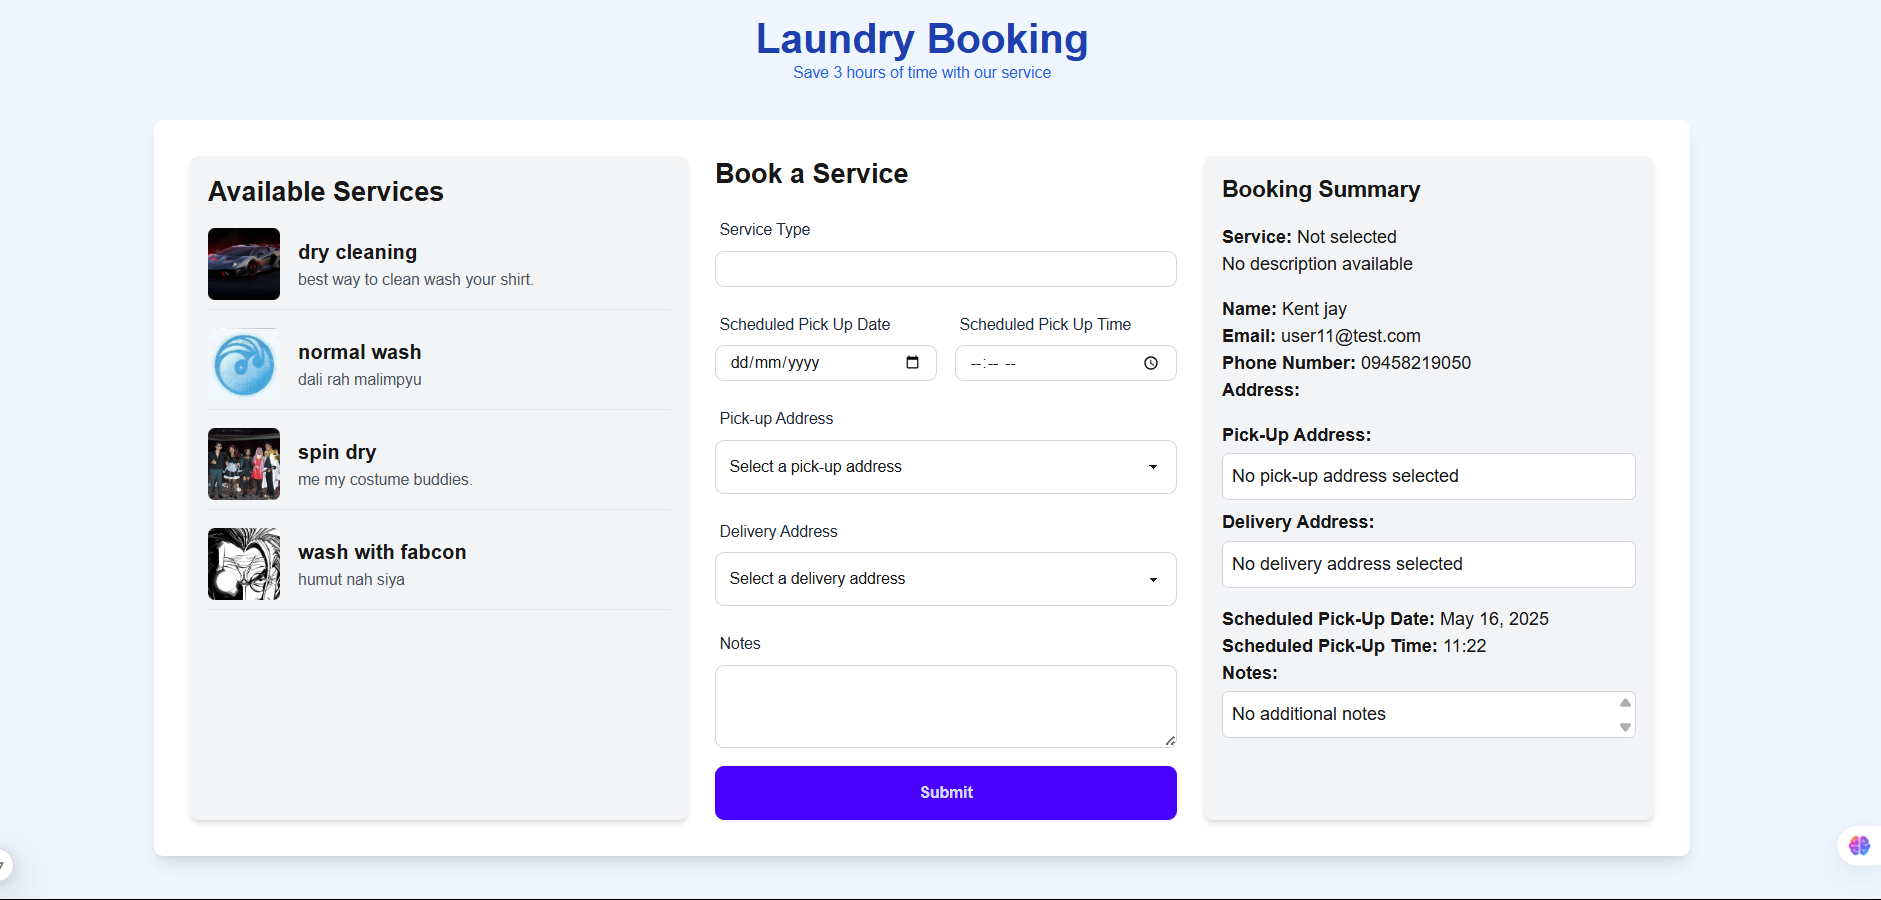 Laundry Booking
Save 3 hours of time with our service
Available Services
dry cleaning
best way to clean wash your shirt.
normal wash
dali rah malimpyu
spin dry
me my costume buddies.
wash with fabcon
humut nah siya
Book a Service
Service Type
Scheduled Pick Up Date
Scheduled Pick Up Time
dd/mm/yyyy
--:-- --
Pick-up Address
Select a pick-up address
Delivery Address
Select a delivery address
Notes
Submit
Booking Summary
Service: Not selected
No description available
Name: Kent jay
Email: user11@test.com
Phone Number: 09458219050
Address:
Pick-Up Address:
No pick-up address selected
Delivery Address:
No delivery address selected
Scheduled Pick-Up Date: May 16, 2025
Scheduled Pick-Up Time: 11:22
Notes:
No additional notes